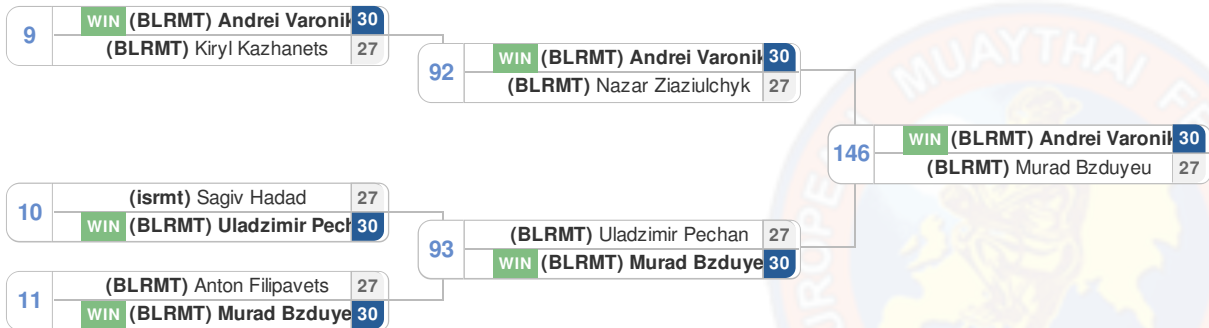 9
WIN (BLRMT) Andrei Varonik 30
(BLRMT) Kiryl Kazhanets 27
92
WIN (BLRMT) Andrei Varonik 30
(BLRMT) Nazar Ziaziulchyk 27
146
WIN (BLRMT) Andrei Varonik 30
(BLRMT) Murad Bzduyeu 27
10
(isrmt) Sagiv Hadad 27
WIN (BLRMT) Uladzimir Pech 30
93
(BLRMT) Uladzimir Pechan 27
WIN (BLRMT) Murad Bzduye 30
11
(BLRMT) Anton Filipavets 27
WIN (BLRMT) Murad Bzduye 30
MUAYTHAI